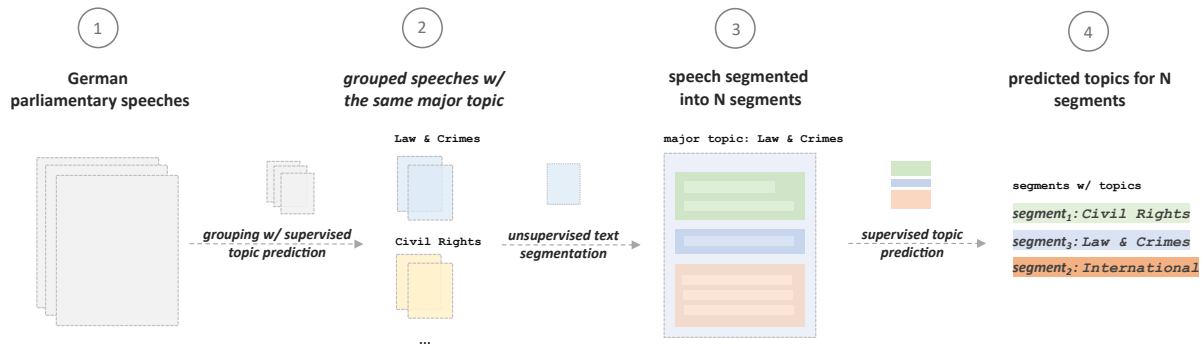 1
German
parliamentary speeches
grouping w/ supervised
topic prediction
2
grouped speeches w/
the same major topic
Law & Crimes
Civil Rights
...
unsupervised text
segmentation
3
speech segmented
into N segments
major topic: Law & Crimes
supervised topic
prediction
4
predicted topics for N
segments
segments w/ topics
segment1: Civil Rights
segment3: Law & Crimes
segment2: International